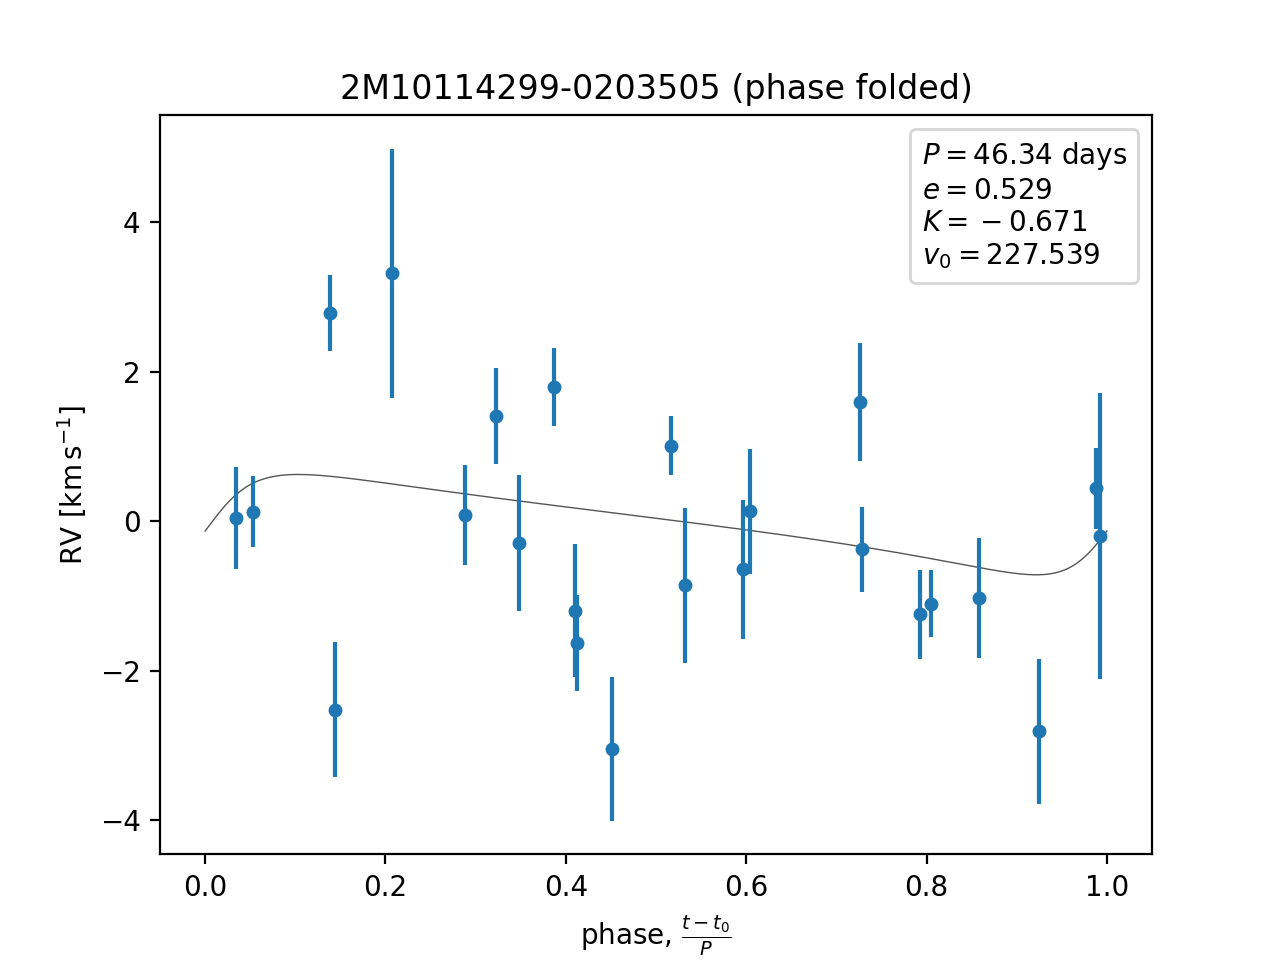 2M10114299-0203505 (phase folded)
P = 46.34 days
e = 0.529
K = −0.671
v₀ = 227.539
RV [km s⁻¹]
4
2
0
−2
−4
0.0 0.2 0.4 0.6 0.8 1.0
phase, (t − t₀)/P